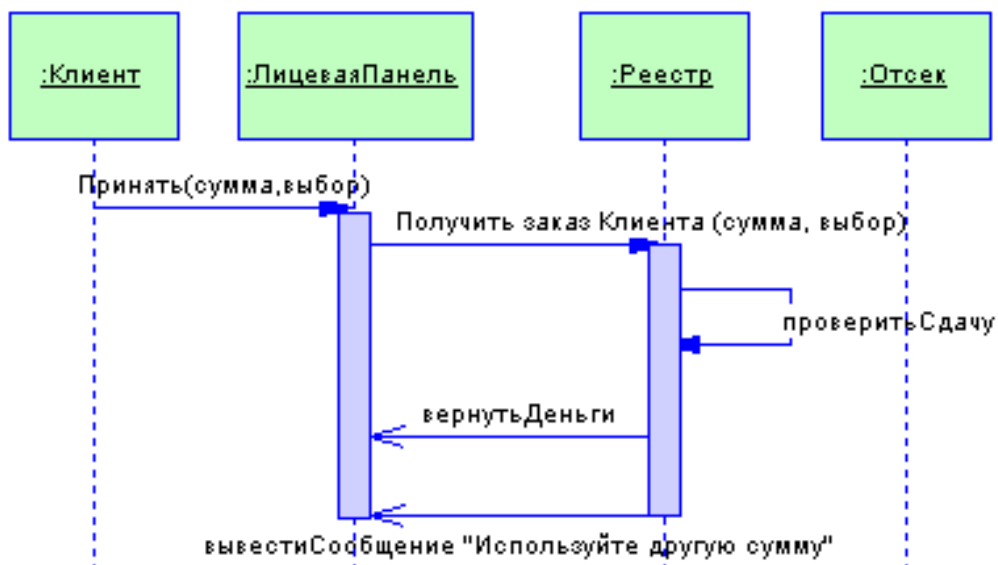 :Клиент
:ЛицеваяПанель
:Реестр
:Отсек
Принять(сумма,выбор)
Получить заказ Клиента (сумма, выбор)
проверитьСдачу
вернутьДеньги
вывестиСообщение "Используйте другую сумму"